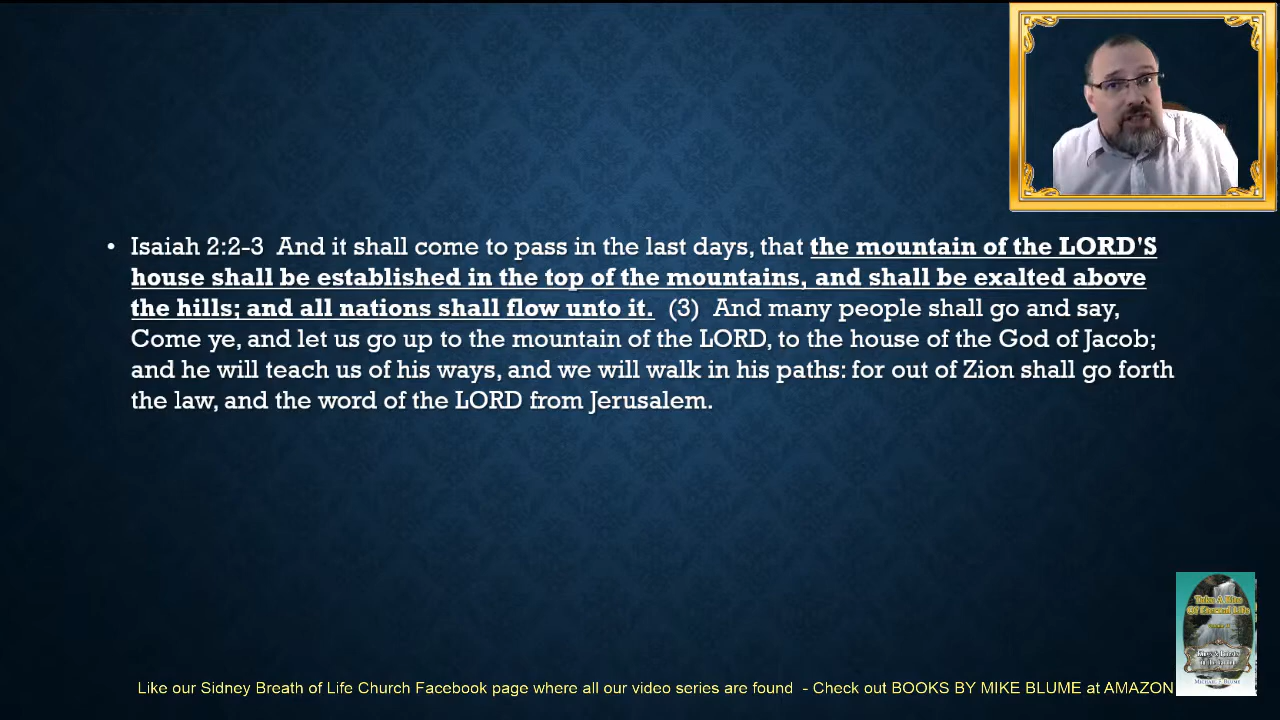 • Isaiah 2:2-3 And it shall come to pass in the last days, that the mountain of the LORD'S
house shall be established in the top of the mountains, and shall be exalted above
the hills; and all nations shall flow unto it. (3) And many people shall go and say,
Come ye, and let us go up to the mountain of the LORD, to the house of the God of Jacob;
and he will teach us of his ways, and we will walk in his paths: for out of Zion shall go forth
the law, and the word of the LORD from Jerusalem.
Take A Bite
Like our Sidney Breath of Life Church Facebook page where all our video series are found - Check out BOOKS BY MIKE BLUME at AMAZON